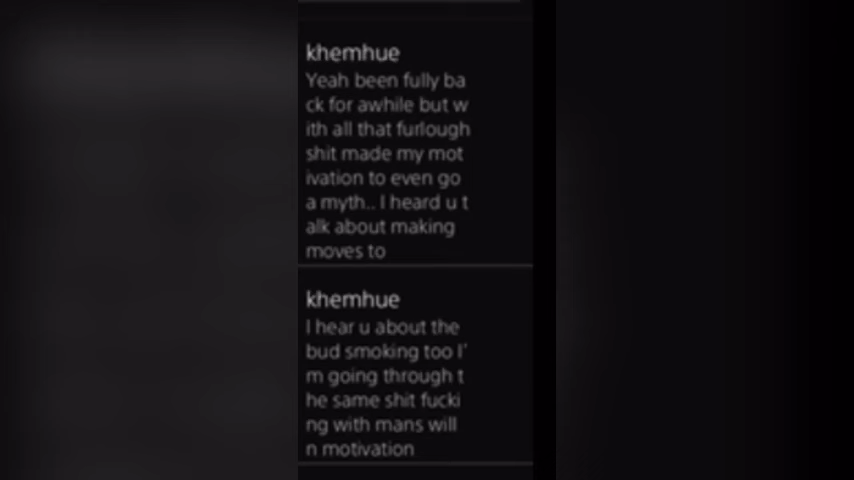 khemhue
Yeah been fully ba
ck for awhile but w
ith all that furlough
shit made my mot
ivation to even go
a myth.. I heard u t
alk about making
moves to
khemhue
I hear u about the
bud smoking too I'
m going through t
he same shit fucki
ng with mans will
n motivation